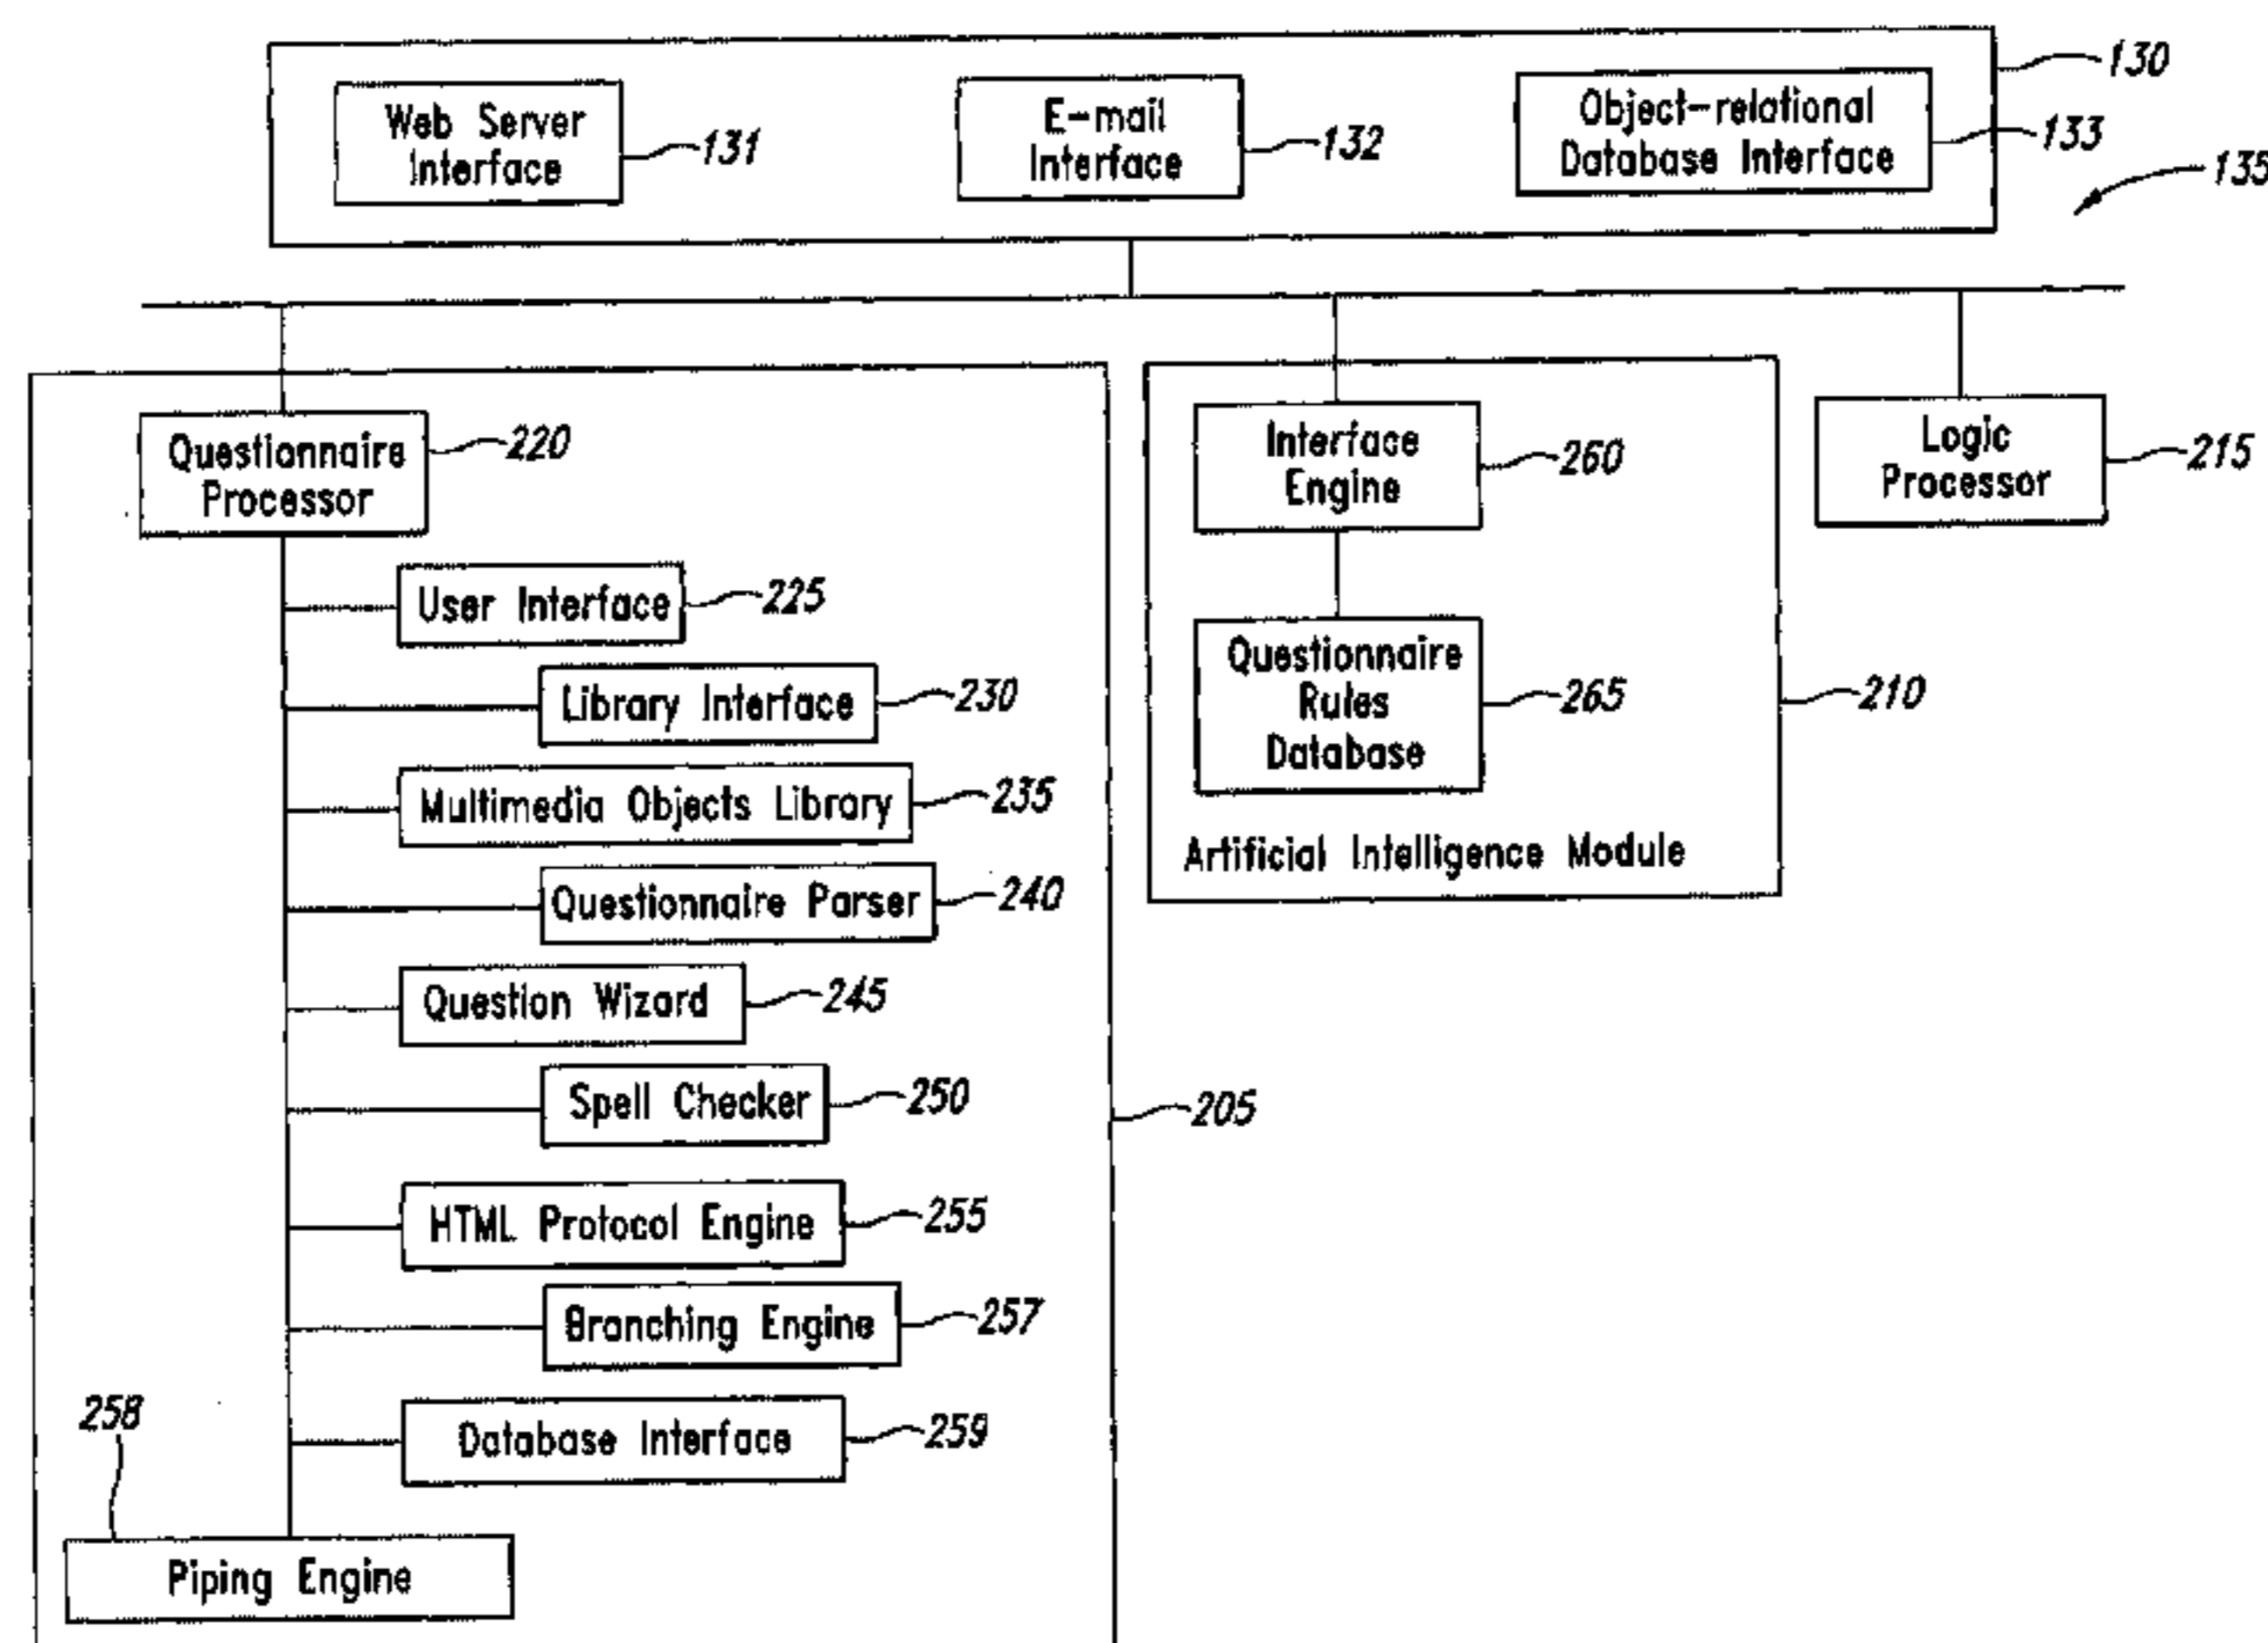 130
Web Server
Interface
131
E-mail
Interface
132
Object-relational
Database Interface
133
135
Questionnaire
Processor
220
User Interface
225
Library Interface
230
Multimedia Objects Library
235
Questionnaire Parser
240
Question Wizard
245
Spell Checker
250
HTML Protocol Engine
255
Branching Engine
257
Database Interface
259
258
Piping Engine
205
Interface
Engine
260
Questionnaire
Rules
Database
265
Artificial Intelligence Module
210
Logic
Processor
215